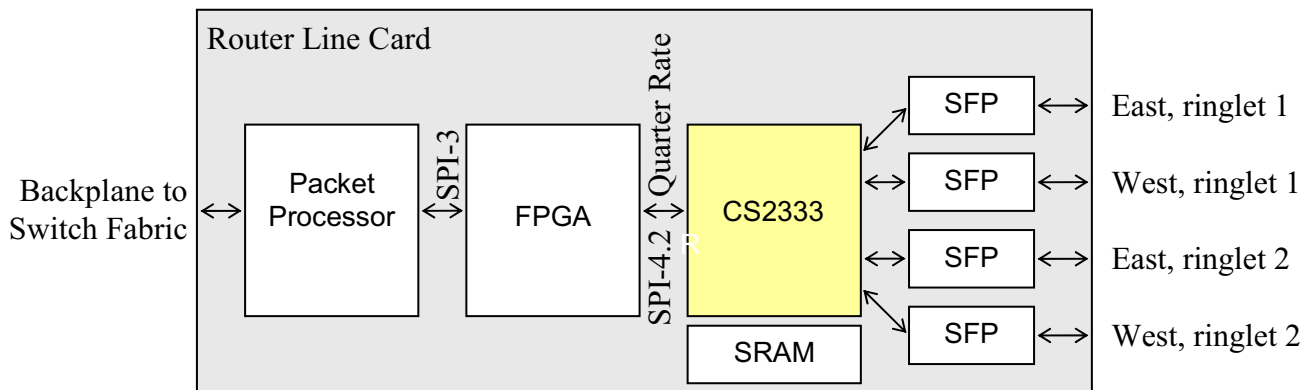 Router Line Card
Backplane to
Switch Fabric
Packet
Processor
SPI-3
FPGA
SPI-4.2 Quarter Rate
CS2333
R
SRAM
SFP
East, ringlet 1
SFP
West, ringlet 1
SFP
East, ringlet 2
SFP
West, ringlet 2